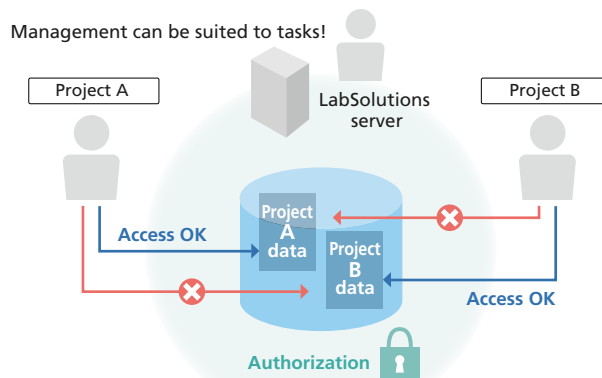 Management can be suited to tasks!
Project A
LabSolutions
server
Project B
Project
A
data
Access OK
Project
B
data
Access OK
Authorization